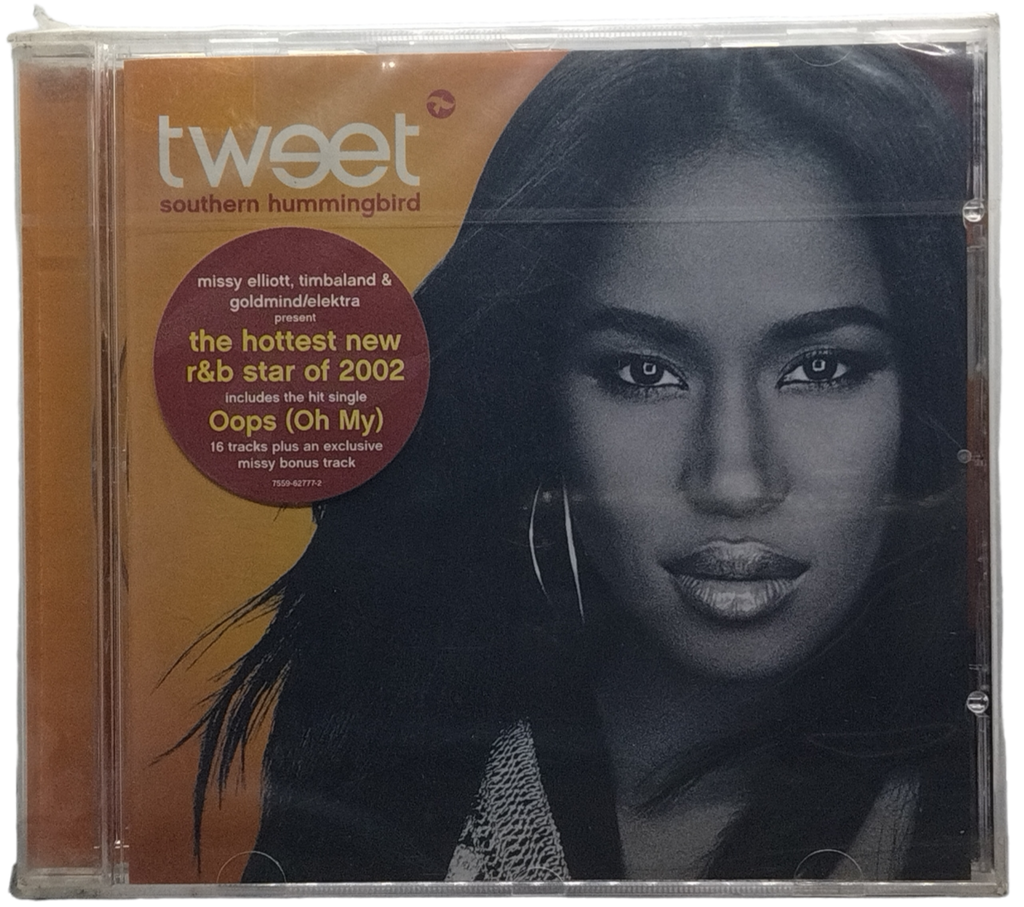 tweet
southern hummingbird
missy elliott, timbaland &
goldmind/elektra
present
the hottest new
r&b star of 2002
includes the hit single
Oops (Oh My)
16 tracks plus an exclusive
missy bonus track
7559-62777-2